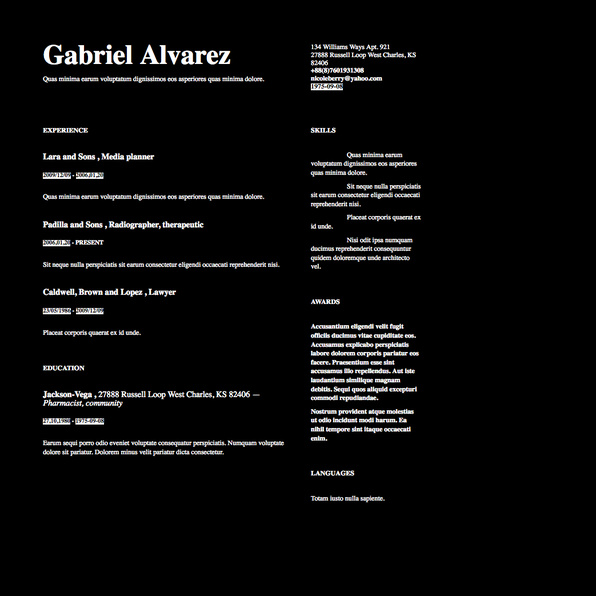 Gabriel Alvarez
Quas minima earum voluptatum dignissimos eos asperiores quas minima dolore.
134 Williams Ways Apt. 921
27888 Russell Loop West Charles, KS
82406
+88(8)7601931308
nicoleberry@yahoo.com
1975-09-08
EXPERIENCE
Lara and Sons , Media planner
2009/12/09 - 2006.01.20
Quas minima earum voluptatum dignissimos eos asperiores quas minima dolore.
Padilla and Sons , Radiographer, therapeutic
2006.01.20 - PRESENT
Sit neque nulla perspiciatis sit earum consectetur eligendi occaecati reprehenderit nisi.
Caldwell, Brown and Lopez , Lawyer
23/05/1980 - 2009/12/09
Placeat corporis quaerat ex id unde.
EDUCATION
Jackson-Vega , 27888 Russell Loop West Charles, KS 82406 —
Pharmacist, community
27.10.1980 - 1975-09-08
Earum sequi porro odio eveniet voluptate consequatur perspiciatis. Numquam voluptate
dolore sit pariatur. Dolorem minus velit pariatur dicta consectetur.
SKILLS
Quas minima earum
voluptatum dignissimos eos asperiores
quas minima dolore.
Sit neque nulla perspiciatis
sit earum consectetur eligendi occaecati
reprehenderit nisi.
Placeat corporis quaerat ex
id unde.
Nisi odit ipsa numquam
ducimus reprehenderit consequuntur
quidem doloremque unde architecto
vel.
AWARDS
Accusantium eligendi velit fugit
officiis ducimus vitae cupiditate eos.
Accusamus explicabo perspiciatis
labore dolorem corporis pariatur eos
facere. Praesentium esse sint
accusamus illo repellendus. Aut iste
laudantium similique magnam
debitis. Sequi quos aliquid excepturi
commodi repudiandae.
Nostrum provident atque molestias
ut odio incidunt modi harum. Ea
nihil tempore sint itaque occaecati
enim.
LANGUAGES
Totam iusto nulla sapiente.